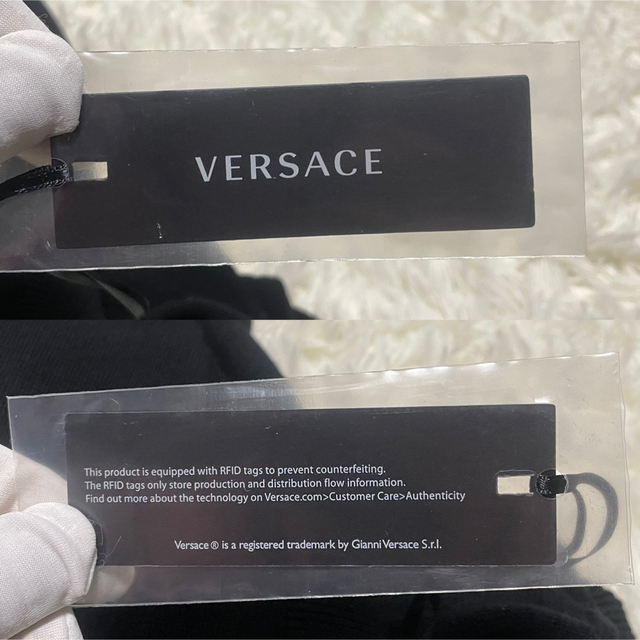 VERSACE
This product is equipped with RFID tags to prevent counterfeiting.
The RFID tags only store production and distribution flow information.
Find out more about the technology on Versace.com>Customer Care>Authenticity
Versace® is a registered trademark by Gianni Versace S.r.l.